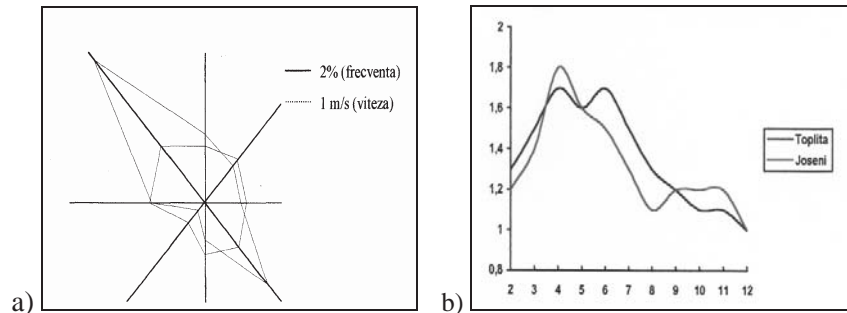 2% (frecventa)
1 m/s (viteza)
a)
2
1,8
1,6
1,4
1,2
1
0,8
2 3 4 5 6 7 8 9 10 11 12
Toplita
Joseni
b)